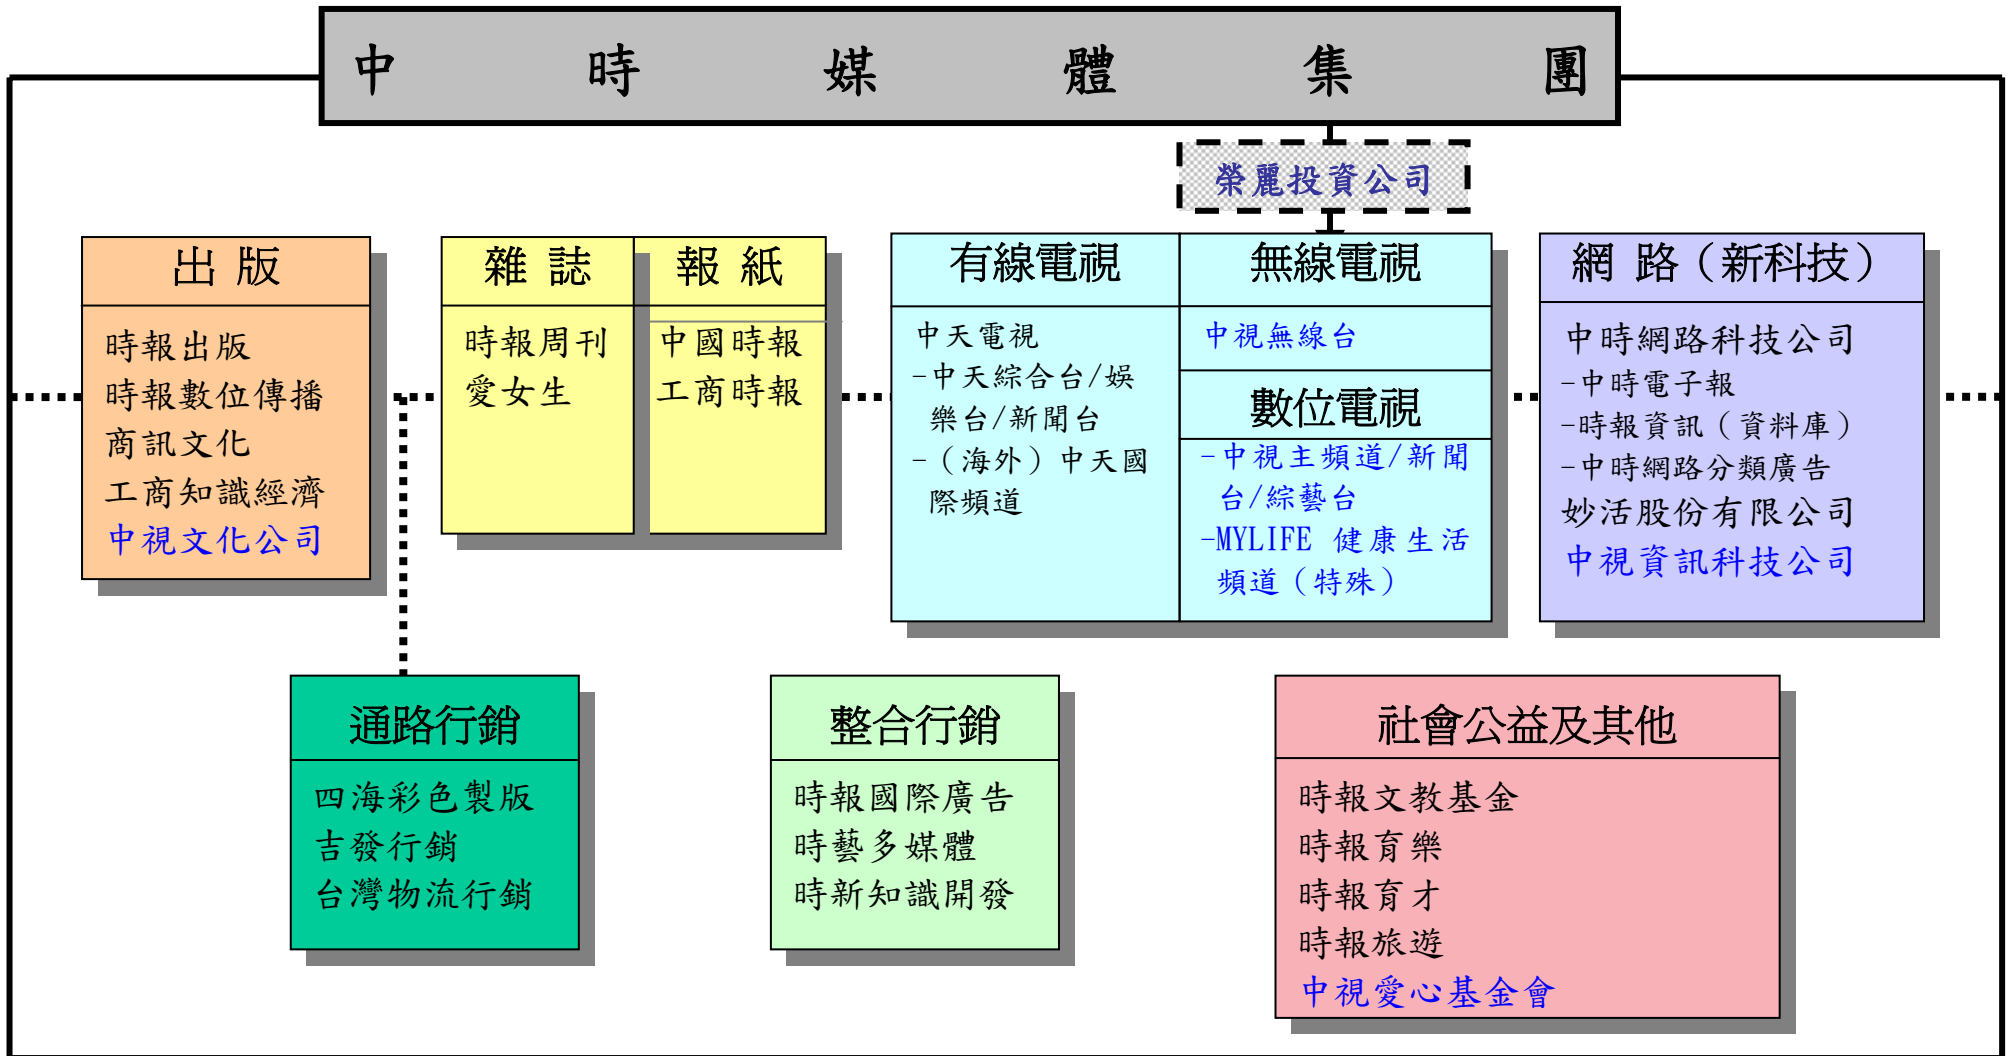 中時媒體集團
榮麗投資公司
出版
時報出版
時報數位傳播
商訊文化
工商知識經濟
中視文化公司
雜誌
時報周刊
愛女生
報紙
中國時報
工商時報
有線電視
中天電視
-中天綜合台/娛
樂台/新聞台
-（海外）中天國
際頻道
無線電視
中視無線台
數位電視
-中視主頻道/新聞
台/綜藝台
-MYLIFE 健康生活
頻道（特殊）
網路（新科技）
中時網路科技公司
-中時電子報
-時報資訊（資料庫）
-中時網路分類廣告
妙活股份有限公司
中視資訊科技公司
通路行銷
四海彩色製版
吉發行銷
台灣物流行銷
整合行銷
時報國際廣告
時藝多媒體
時新知識開發
社會公益及其他
時報文教基金
時報育樂
時報育才
時報旅遊
中視愛心基金會